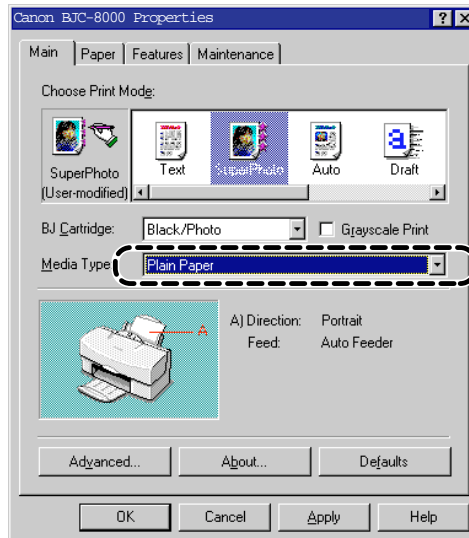 Canon BJC-8000 Properties
Main Paper Features Maintenance
Choose Print Mode:
SuperPhoto
(User-modified)
Text SuperPhoto Auto Draft
BJ Cartridge: Black/Photo Grayscale Print
Media Type Plain Paper
A A) Direction: Portrait
Feed: Auto Feeder
Advanced... About... Defaults
OK Cancel Apply Help